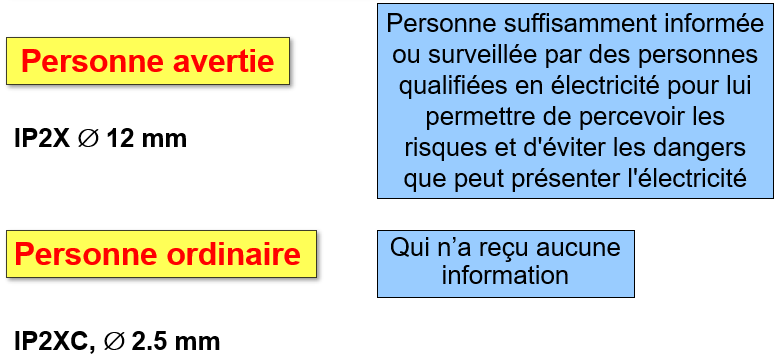 Personne avertie
IP2X ∅ 12 mm
Personne suffisamment informée
ou surveillée par des personnes
qualifiées en électricité pour lui
permettre de percevoir les
risques et d'éviter les dangers
que peut présenter l'électricité
Personne ordinaire
IP2XC, ∅ 2.5 mm
Qui n’a reçu aucune
information